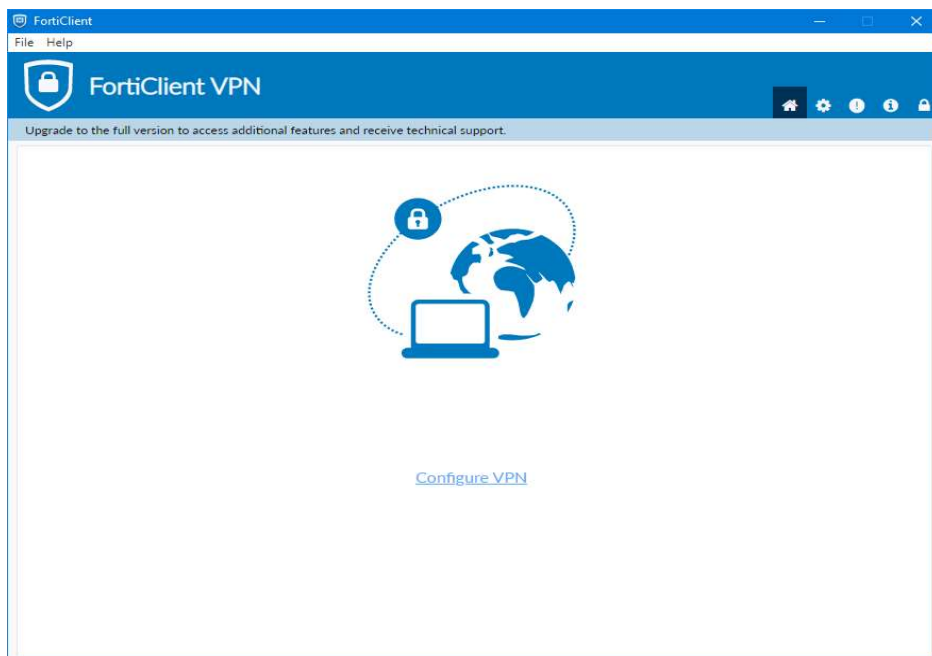 FortiClient
File Help
FortiClient VPN
Upgrade to the full version to access additional features and receive technical support.
Configure VPN